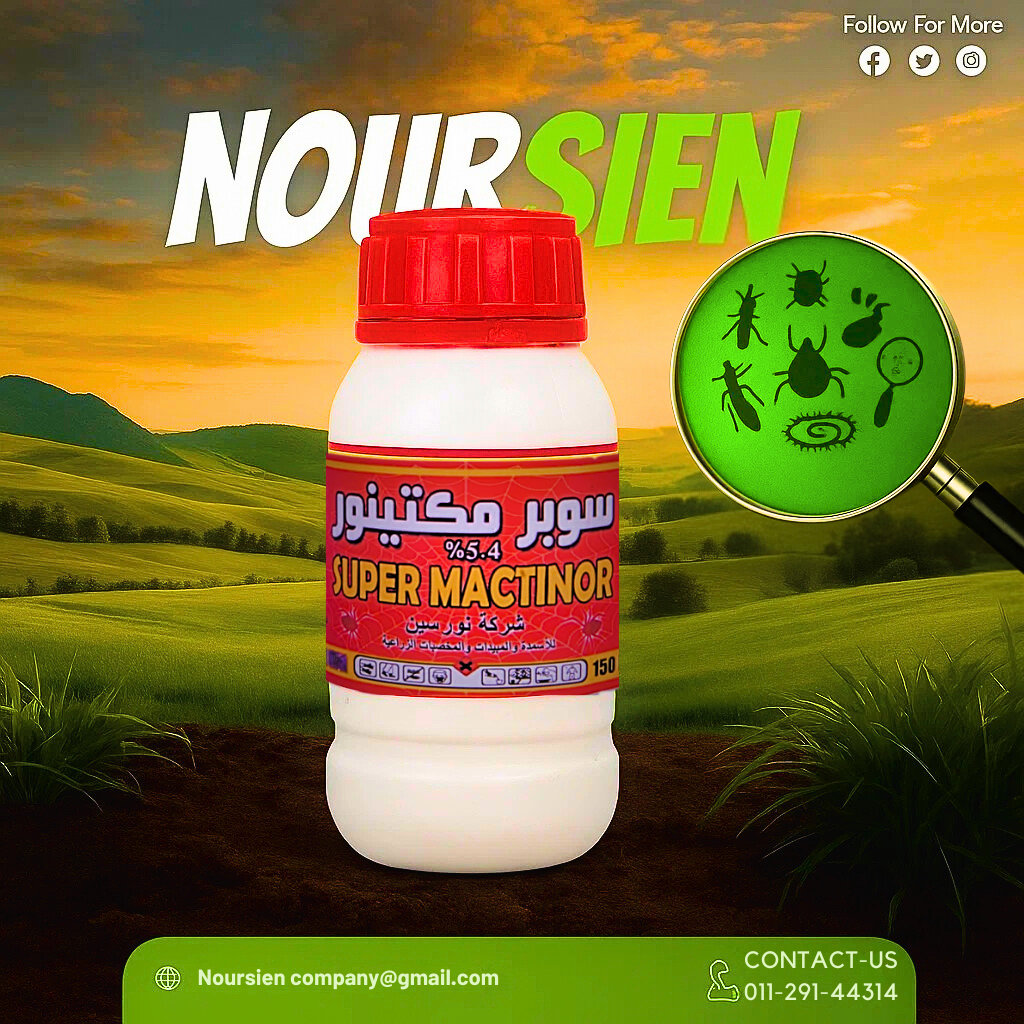 Follow For More
NOURSIEN
سوبر مكتينور
%5.4
SUPER MACTINOR
شركة نورسين
للأسمدة والمبيدات والمخصبات الزراعية
150
Noursien company@gmail.com
CONTACT-US
011-291-44314